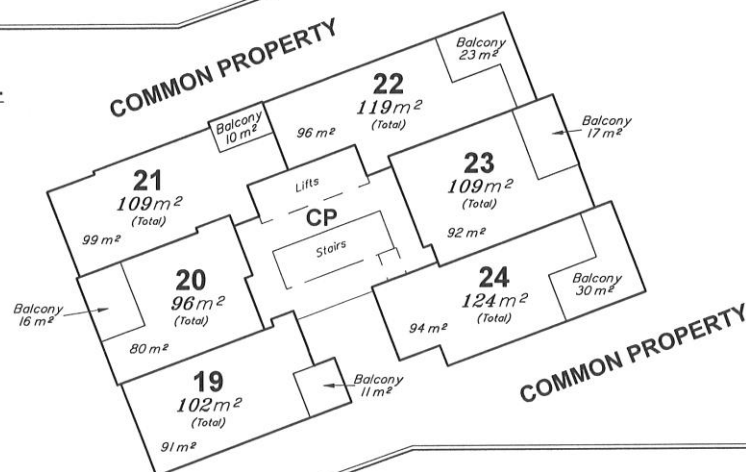 COMMON PROPERTY
Balcony
23 m²
22
119m²
(Total)
96 m²
Balcony
10 m²
Balcony
17 m²
21
109m²
(Total)
99 m²
Lifts
CP
Stairs
23
109m²
(Total)
92 m²
20
96m²
(Total)
80 m²
Balcony
16 m²
24
124m²
(Total)
94 m²
Balcony
30 m²
19
102m²
(Total)
91 m²
Balcony
11 m²
COMMON PROPERTY